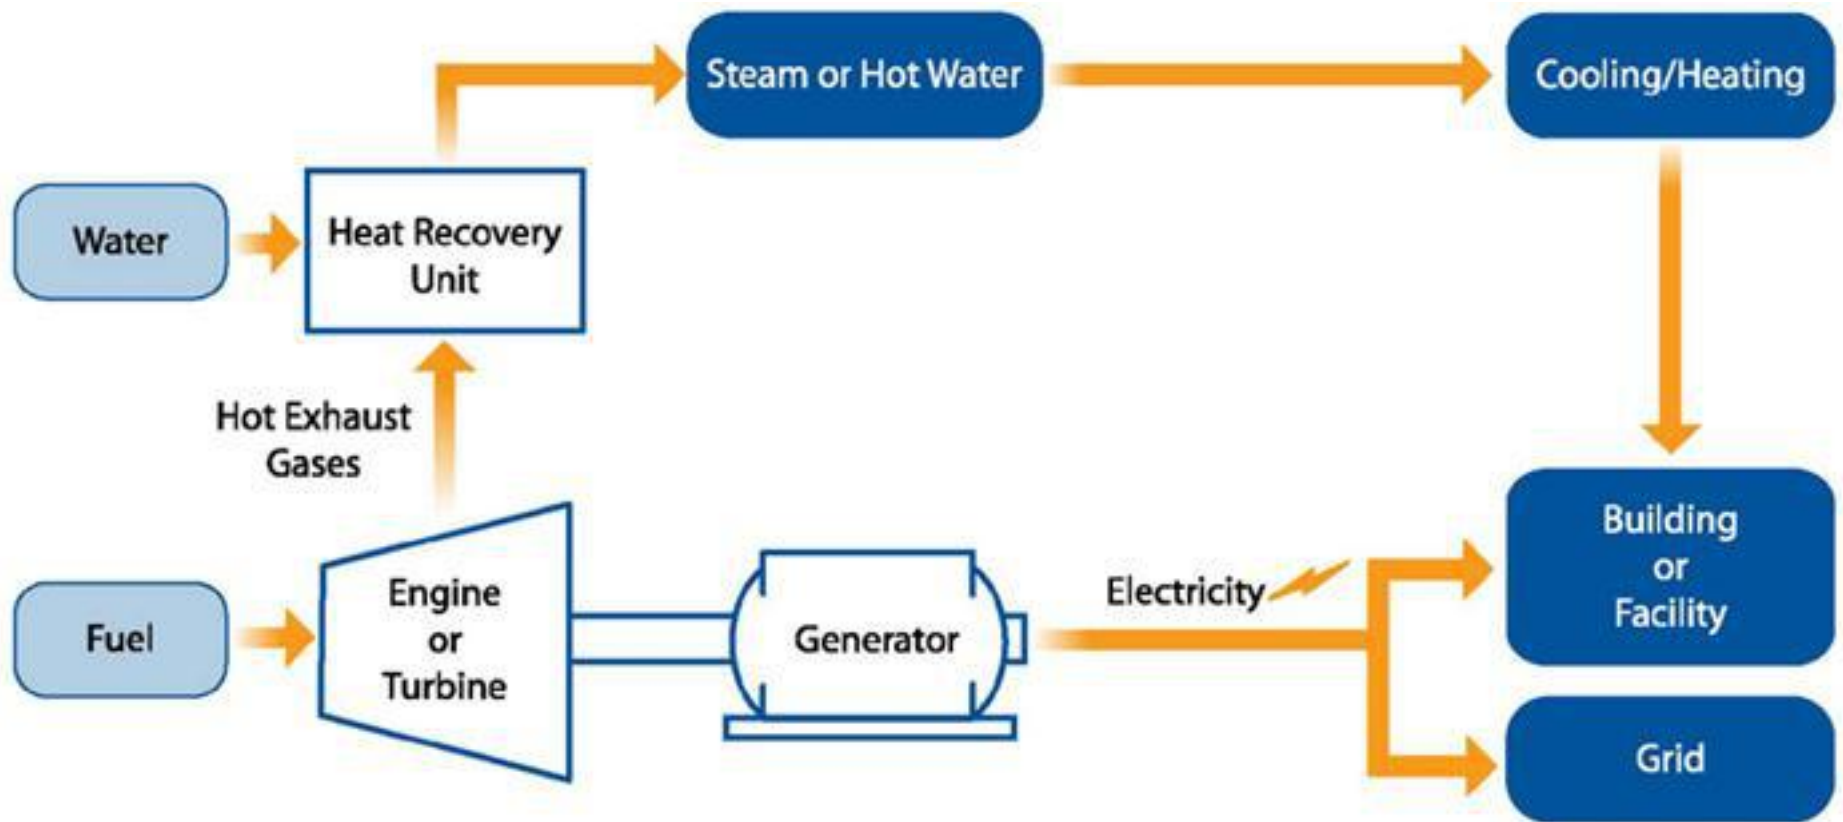 Steam or Hot Water
Cooling/Heating
Water
Heat Recovery
Unit
Hot Exhaust
Gases
Fuel
Engine
or
Turbine
Generator
Electricity
Building
or
Facility
Grid